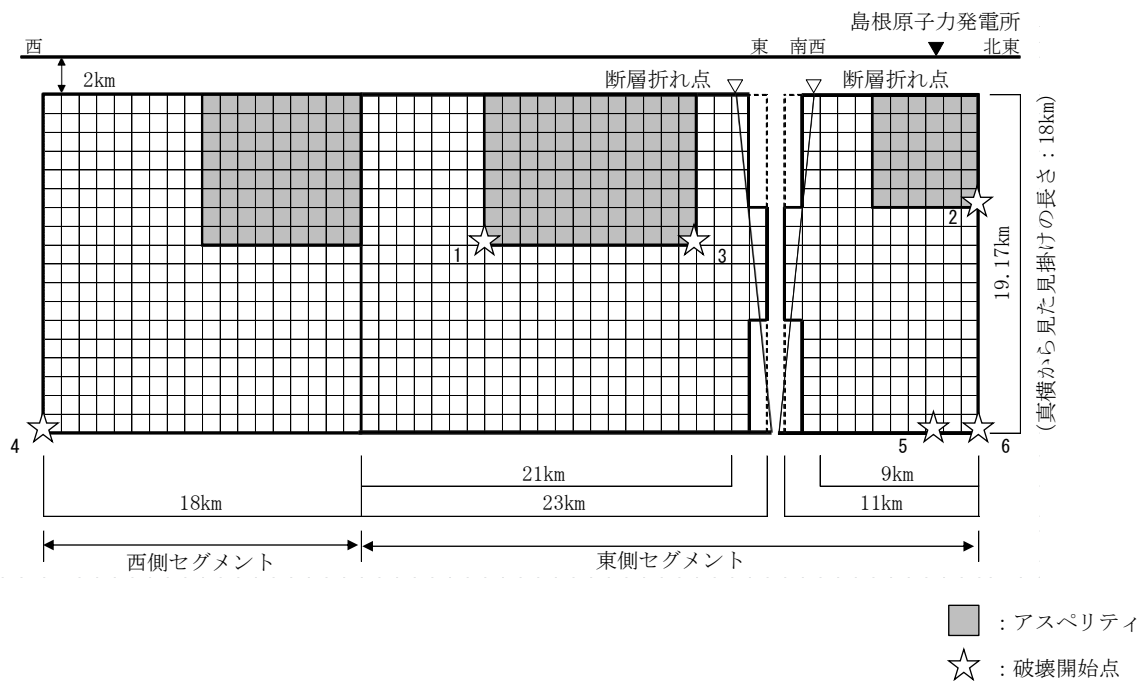 島根原子力発電所
西
東
南西
北東
2km
断層折れ点
断層折れ点
1
3
2
19.17km
(真横から見た見掛けの長さ：18km)
4
5
6
21km
9km
18km
23km
11km
西側セグメント
東側セグメント
：アスペリティ
：破壊開始点